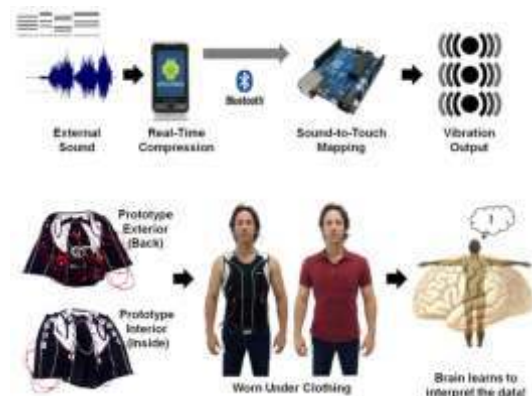 Bluetooth
External
Sound
Real-Time
Compression
Sound-to-Touch
Mapping
Vibration
Output
Prototype
Exterior
(Back)
Prototype
Interior
(Inside)
Worn Under Clothing
Brain learns to
interpret the data!